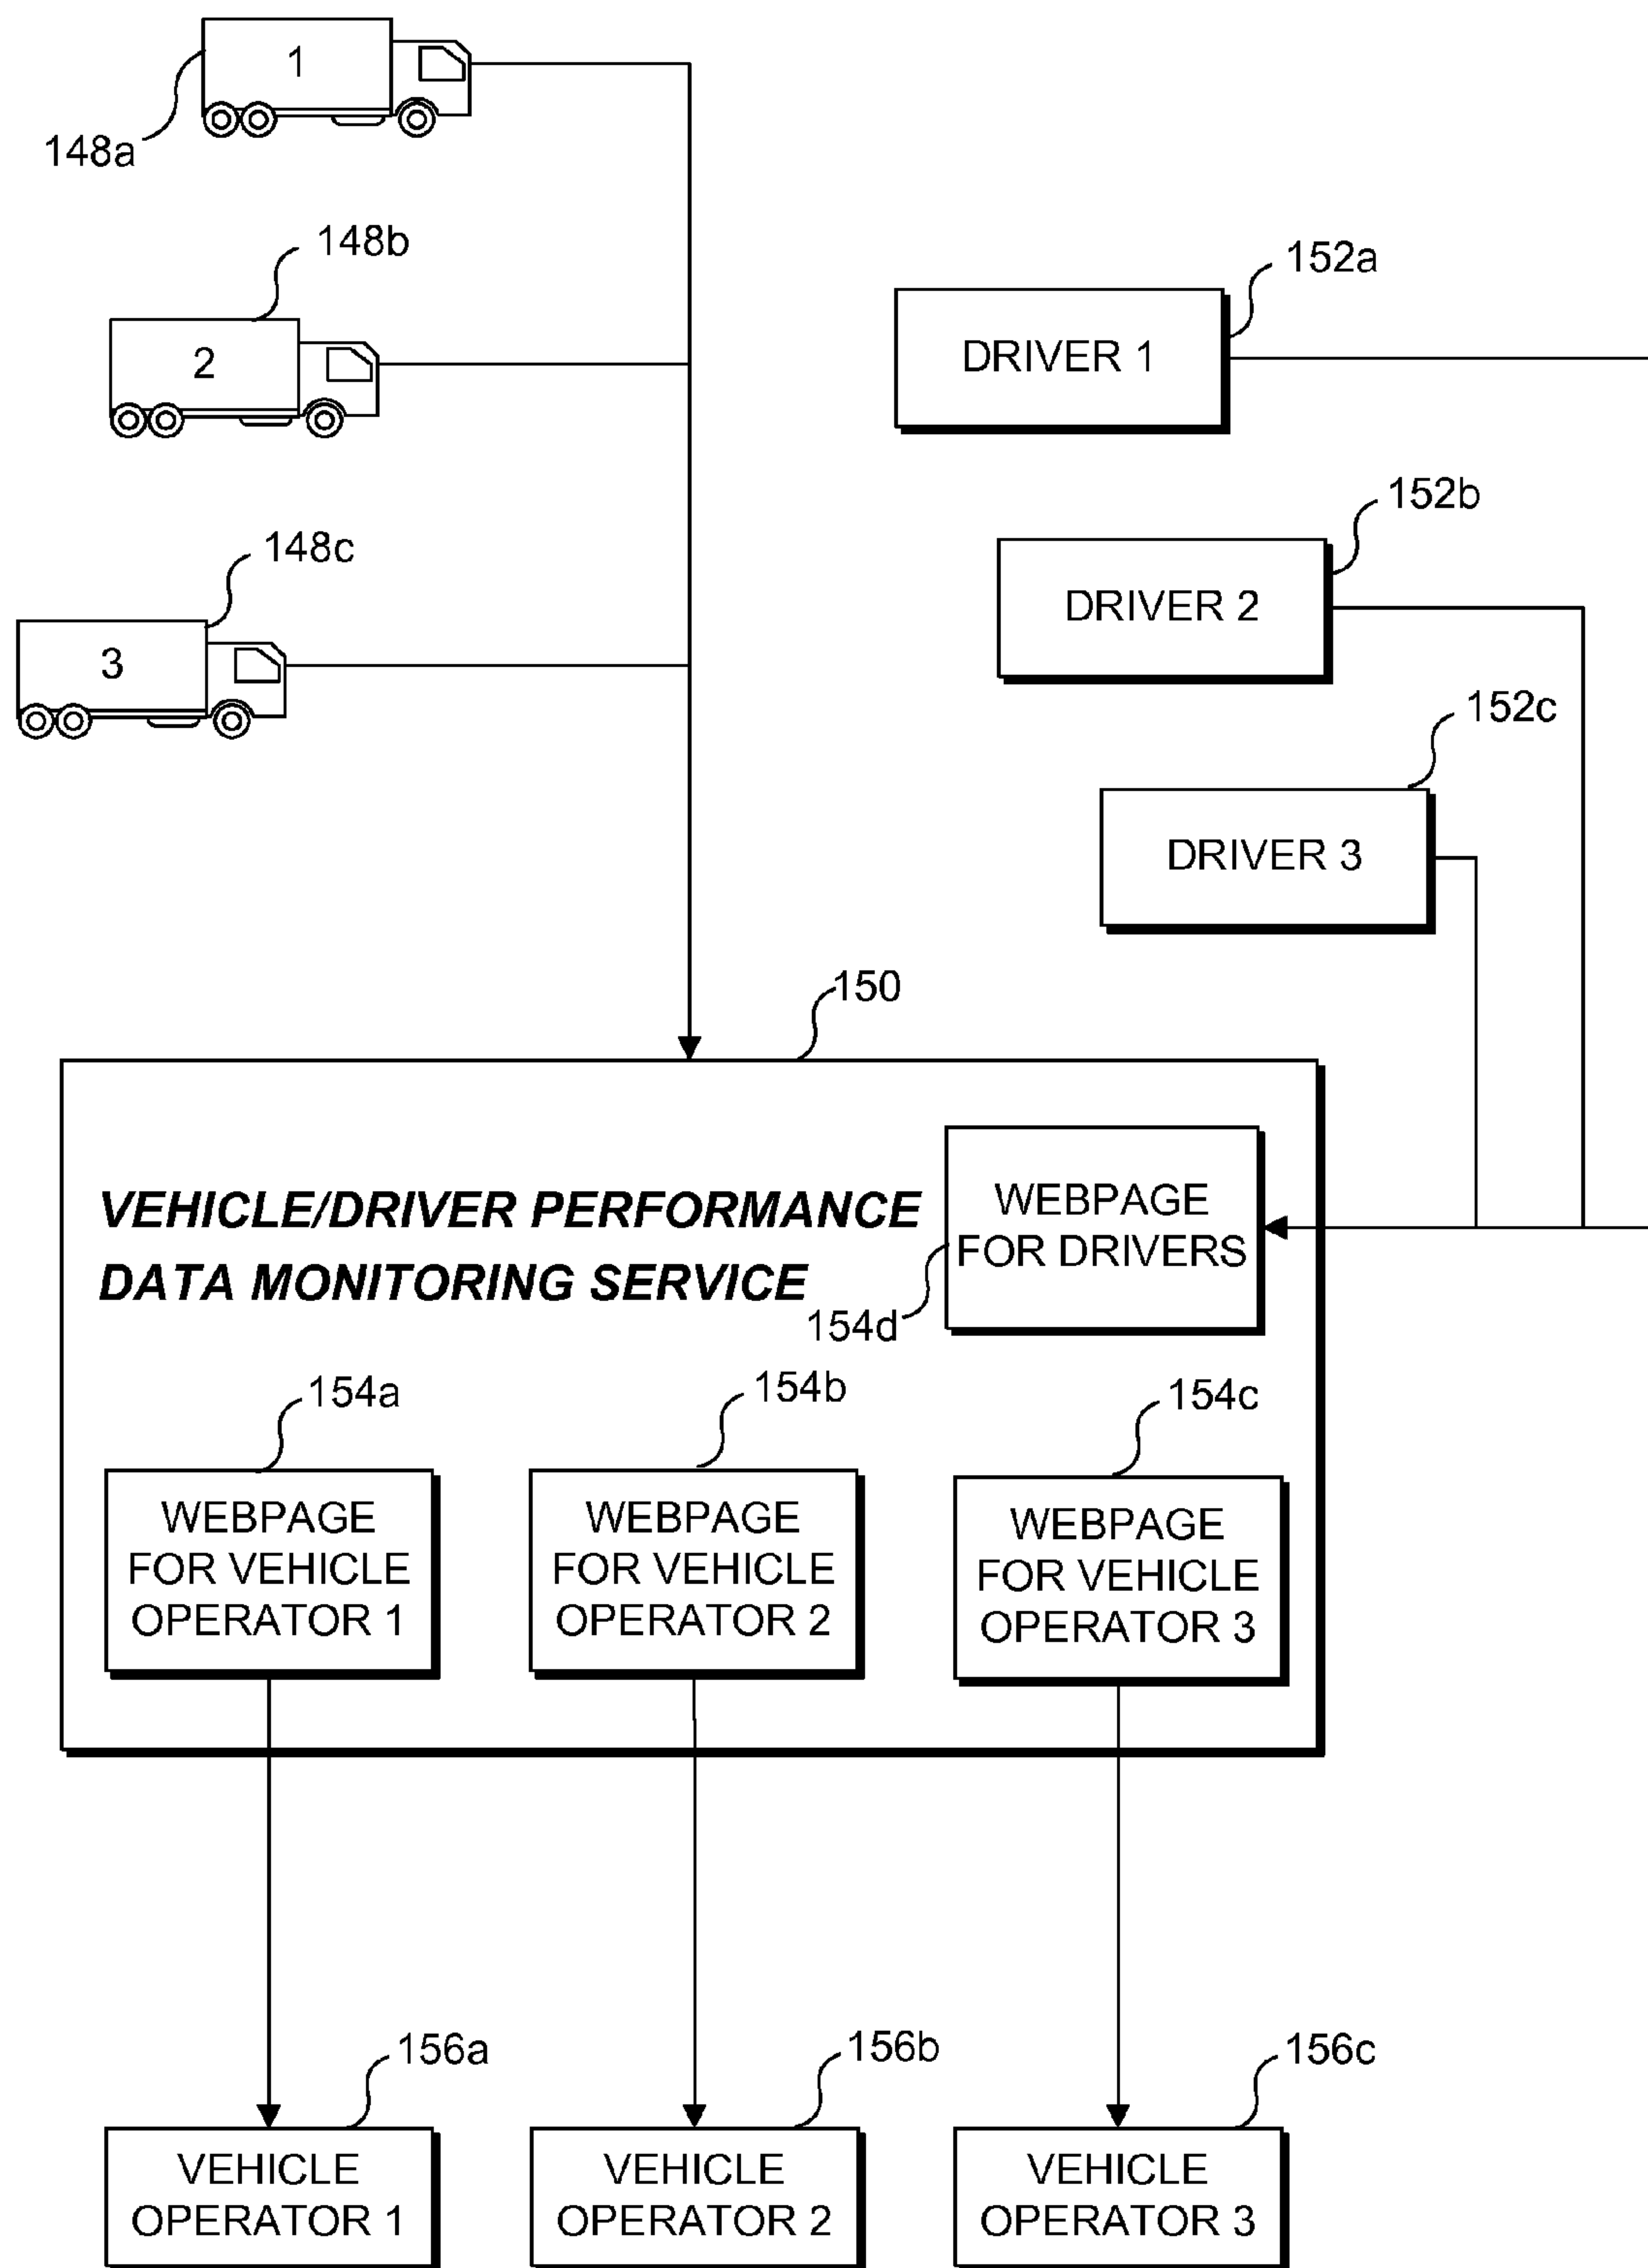 1
148a
148b
2
152a
DRIVER 1
152b
DRIVER 2
148c
3
152c
DRIVER 3
150
VEHICLE/DRIVER PERFORMANCE
DATA MONITORING SERVICE
WEBPAGE
FOR DRIVERS
154d
154a
154b
154c
WEBPAGE
FOR VEHICLE
OPERATOR 1
WEBPAGE
FOR VEHICLE
OPERATOR 2
WEBPAGE
FOR VEHICLE
OPERATOR 3
156a
156b
156c
VEHICLE
OPERATOR 1
VEHICLE
OPERATOR 2
VEHICLE
OPERATOR 3